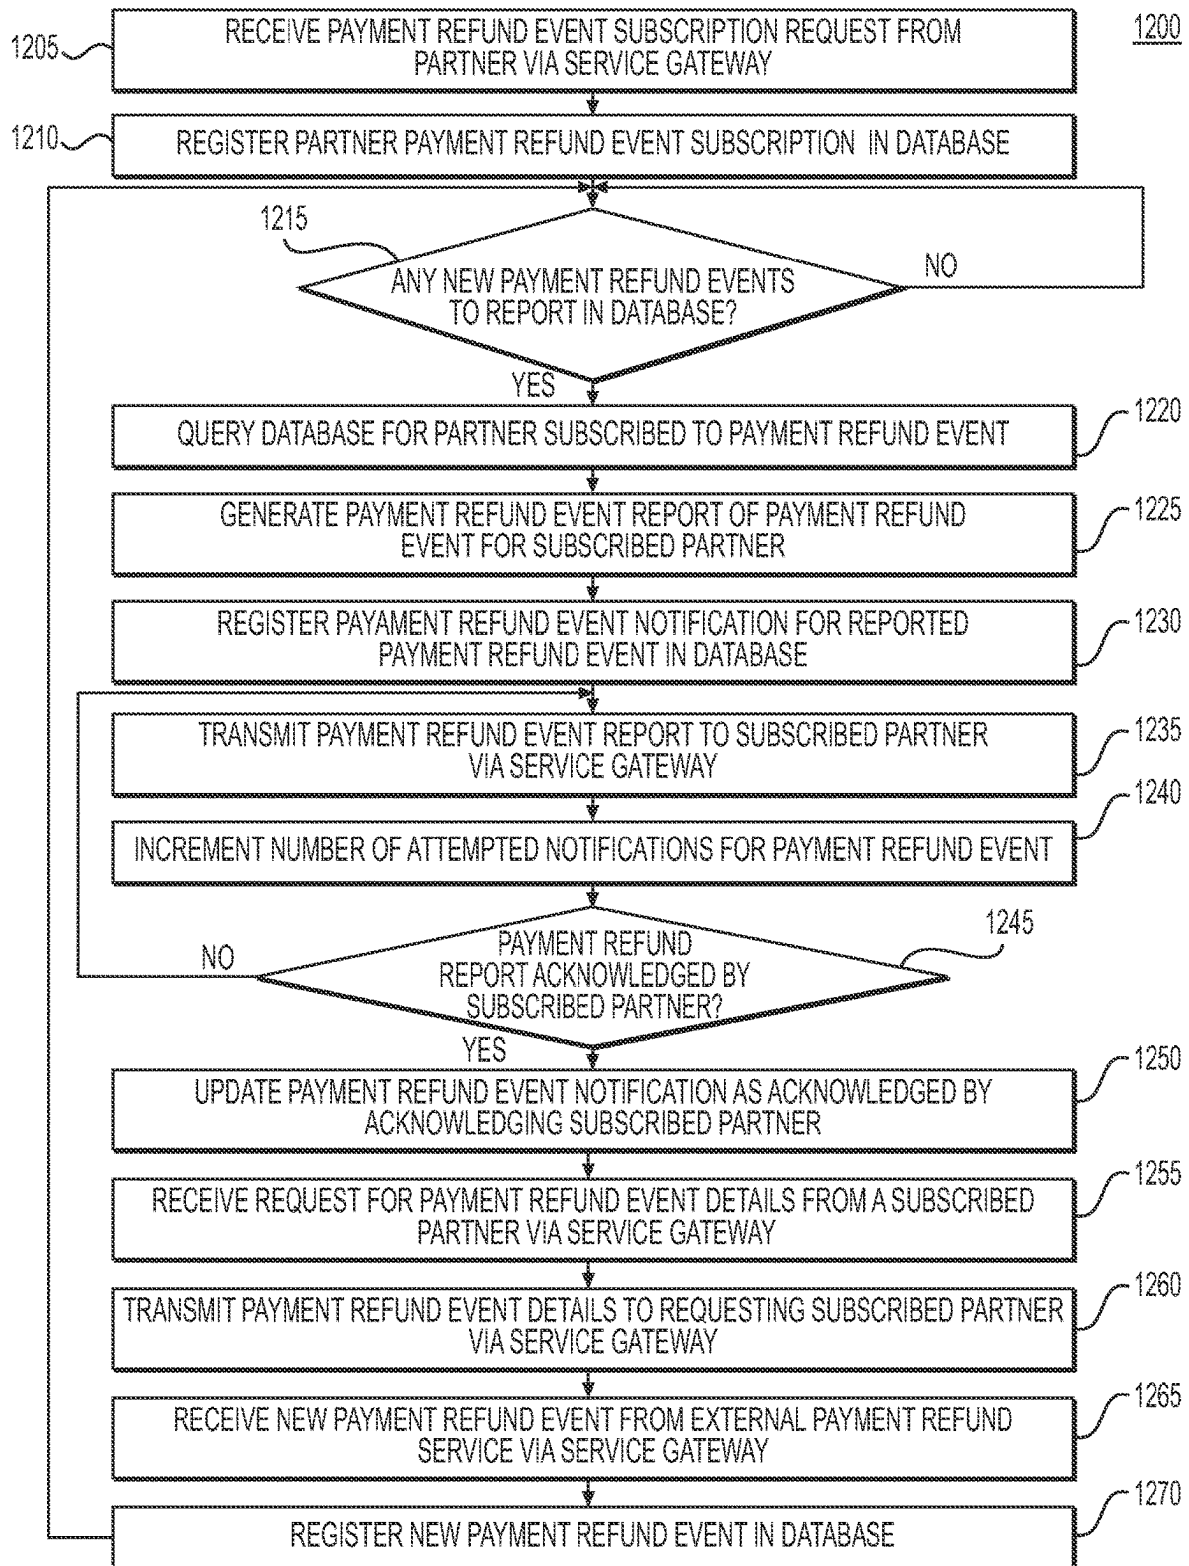 1200
1205
RECEIVE PAYMENT REFUND EVENT SUBSCRIPTION REQUEST FROM
PARTNER VIA SERVICE GATEWAY
1210
REGISTER PARTNER PAYMENT REFUND EVENT SUBSCRIPTION IN DATABASE
1215
ANY NEW PAYMENT REFUND EVENTS
TO REPORT IN DATABASE?
NO
YES
QUERY DATABASE FOR PARTNER SUBSCRIBED TO PAYMENT REFUND EVENT
1220
GENERATE PAYMENT REFUND EVENT REPORT OF PAYMENT REFUND
EVENT FOR SUBSCRIBED PARTNER
1225
REGISTER PAYAMENT REFUND EVENT NOTIFICATION FOR REPORTED
PAYMENT REFUND EVENT IN DATABASE
1230
TRANSMIT PAYMENT REFUND EVENT REPORT TO SUBSCRIBED PARTNER
VIA SERVICE GATEWAY
1235
INCREMENT NUMBER OF ATTEMPTED NOTIFICATIONS FOR PAYMENT REFUND EVENT
1240
PAYMENT REFUND
REPORT ACKNOWLEDGED BY
SUBSCRIBED PARTNER?
1245
NO
YES
UPDATE PAYMENT REFUND EVENT NOTIFICATION AS ACKNOWLEDGED BY
ACKNOWLEDGING SUBSCRIBED PARTNER
1250
RECEIVE REQUEST FOR PAYMENT REFUND EVENT DETAILS FROM A SUBSCRIBED
PARTNER VIA SERVICE GATEWAY
1255
TRANSMIT PAYMENT REFUND EVENT DETAILS TO REQUESTING SUBSCRIBED PARTNER
VIA SERVICE GATEWAY
1260
RECEIVE NEW PAYMENT REFUND EVENT FROM EXTERNAL PAYMENT REFUND
SERVICE VIA SERVICE GATEWAY
1265
REGISTER NEW PAYMENT REFUND EVENT IN DATABASE
1270